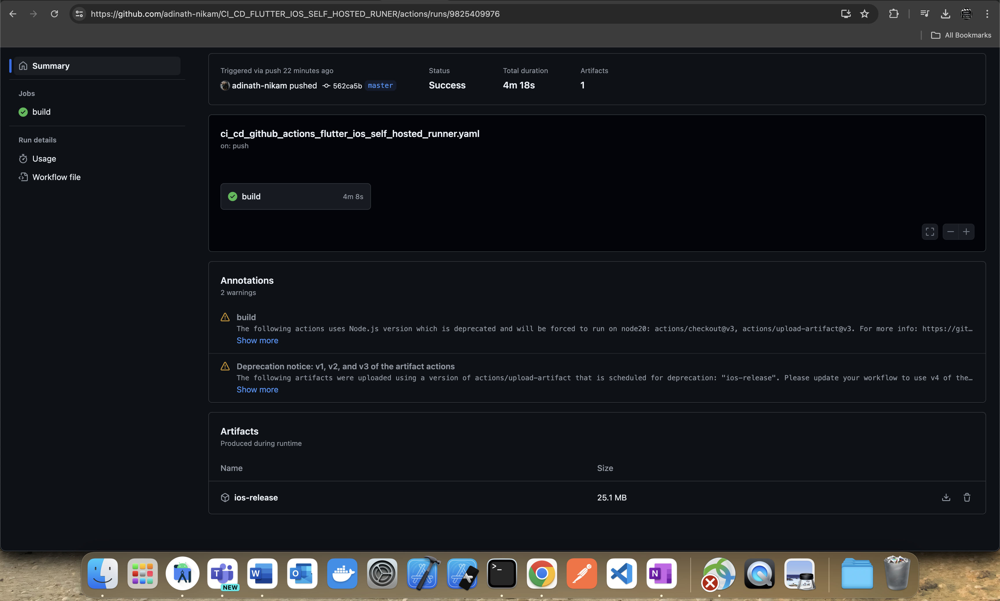 https://github.com/adinath-nikam/CI_CD_FLUTTER_IOS_SELF_HOSTED_RUNER/actions/runs/9825409976
All Bookmarks
Summary
Jobs
build
Run details
Usage
Workflow file
Triggered via push 22 minutes ago
adinath-nikam pushed 562ca5b master
Status
Success
Total duration
4m 18s
Artifacts
1
ci_cd_github_actions_flutter_ios_self_hosted_runner.yaml
on: push
build 4m 8s
Annotations
2 warnings
build
The following actions uses Node.js version which is deprecated and will be forced to run on node20: actions/checkout@v3, actions/upload-artifact@v3. For more info: https://git…
Show more
Deprecation notice: v1, v2, and v3 of the artifact actions
The following artifacts were uploaded using a version of actions/upload-artifact that is scheduled for deprecation: "ios-release". Please update your workflow to use v4 of the…
Show more
Artifacts
Produced during runtime
Name Size
ios-release 25.1 MB
T
NEW
W
O
>_
N